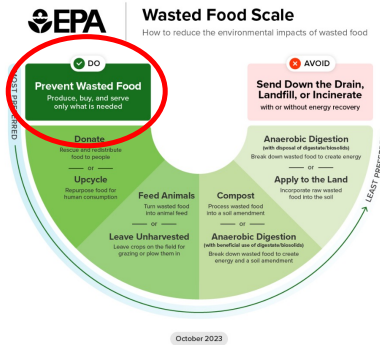 EPA
Wasted Food Scale
How to reduce the environmental impacts of wasted food
DO
Prevent Wasted Food
Produce, buy, and serve
only what is needed
AVOID
Send Down the Drain,
Landfill, or Incinerate
with or without energy recovery
MOST PREFERRED
Donate
Rescue and redistribute
food to people
or
Upcycle
Repurpose food for
human consumption
Feed Animals
Turn wasted food
into animal feed
or
Leave Unharvested
Leave crops on the field for
grazing or plow them in
Compost
Process wasted food
into a soil amendment
or
Anaerobic Digestion
(with beneficial use of digestate/biosolids)
Break down wasted food to create
energy and a soil amendment
Anaerobic Digestion
(with disposal of digestate/biosolids)
Break down wasted food to create energy
or
Apply to the Land
Incorporate raw wasted
food into the soil
LEAST PREFE
October 2023